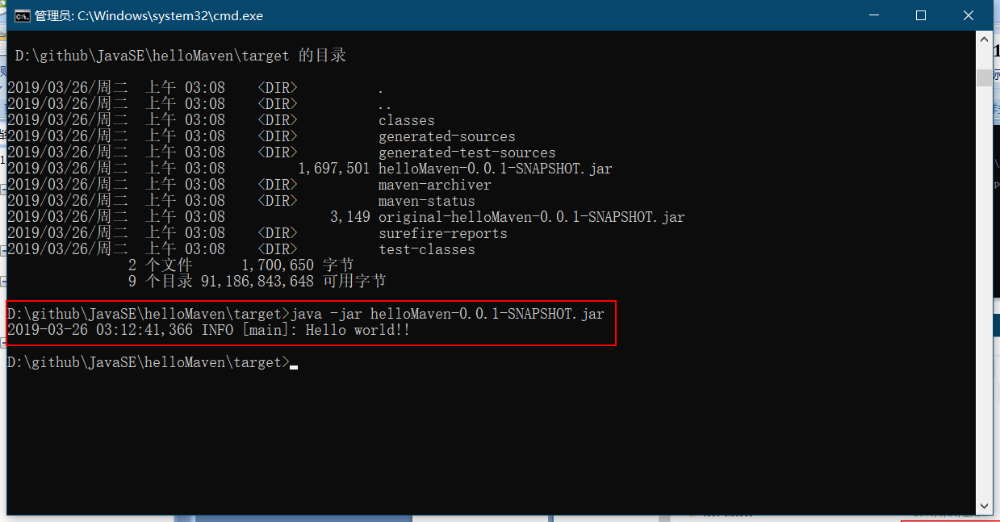 管理员: C:\Windows\system32\cmd.exe
D:\github\JavaSE\helloMaven\target 的目录
2019/03/26/周二 上午 03:08 <DIR> .
2019/03/26/周二 上午 03:08 <DIR> ..
2019/03/26/周二 上午 03:08 <DIR> classes
2019/03/26/周二 上午 03:08 <DIR> generated-sources
2019/03/26/周二 上午 03:08 <DIR> generated-test-sources
2019/03/26/周二 上午 03:08 1,697,501 helloMaven-0.0.1-SNAPSHOT.jar
2019/03/26/周二 上午 03:08 <DIR> maven-archiver
2019/03/26/周二 上午 03:08 <DIR> maven-status
2019/03/26/周二 上午 03:08 3,149 original-helloMaven-0.0.1-SNAPSHOT.jar
2019/03/26/周二 上午 03:08 <DIR> surefire-reports
2019/03/26/周二 上午 03:08 <DIR> test-classes
2 个文件 1,700,650 字节
9 个目录 91,186,843,648 可用字节
D:\github\JavaSE\helloMaven\target>java -jar helloMaven-0.0.1-SNAPSHOT.jar
2019-03-26 03:12:41,366 INFO [main]: Hello world!!
D:\github\JavaSE\helloMaven\target>